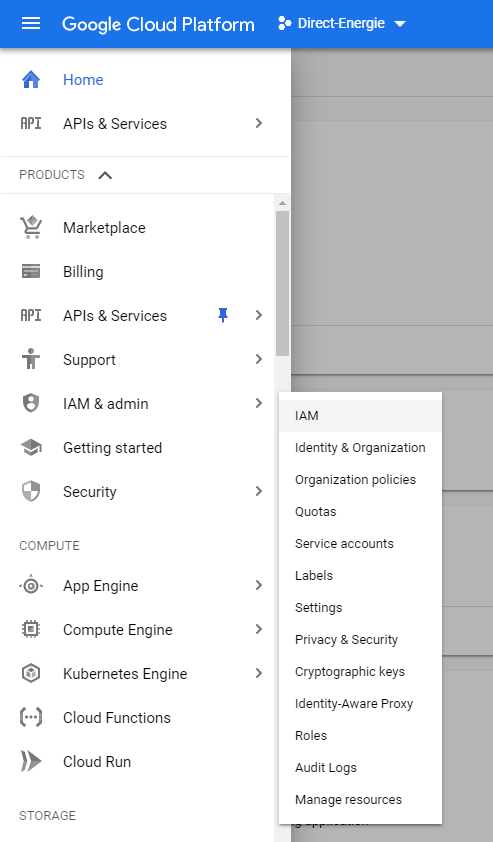 Google Cloud Platform
Direct-Energie
Home
API APIs & Services
PRODUCTS
Marketplace
Billing
API APIs & Services
Support
IAM & admin
Getting started
Security
COMPUTE
App Engine
Compute Engine
Kubernetes Engine
Cloud Functions
Cloud Run
STORAGE
IAM
Identity & Organization
Organization policies
Quotas
Service accounts
Labels
Settings
Privacy & Security
Cryptographic keys
Identity-Aware Proxy
Roles
Audit Logs
Manage resources